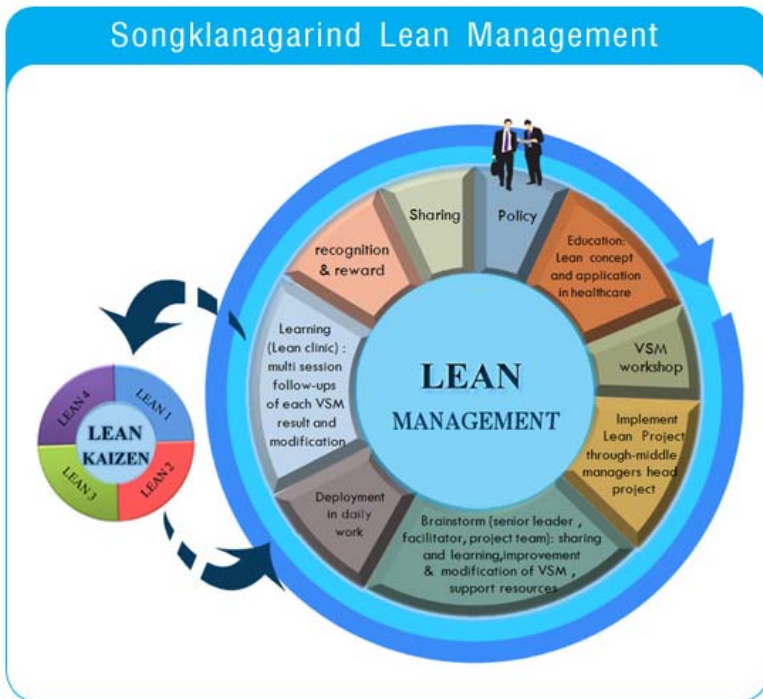 Songklanagarind Lean Management
Policy
Education:
Lean concept
and application
in healthcare
VSM
workshop
Implement
Lean Project
through-middle
managers head
project
Brainstorm (senior leader ,
facilitator, project team): sharing
and learning,improvement
& modification of VSM ,
support resources
Deployment
in daily
work
Learning
(Lean clinic) :
multi session
follow-ups
of each VSM
result and
modification
recognition
& reward
Sharing
LEAN
MANAGEMENT
LEAN 1
LEAN 2
LEAN 3
LEAN 4
LEAN
KAIZEN